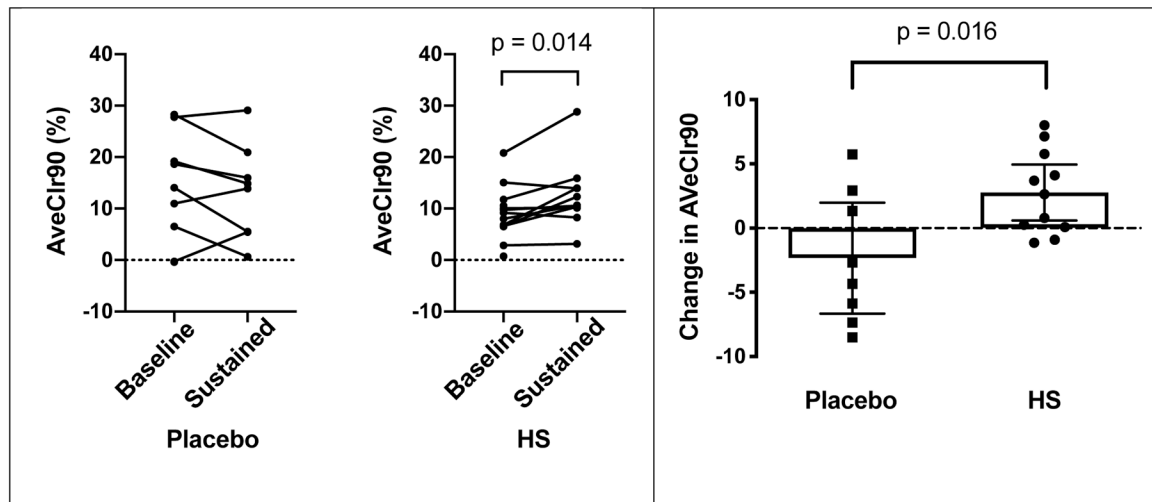 AveClr90 (%)
40
30
20
10
0
-10
Baseline
Sustained
Placebo
p = 0.014
AveClr90 (%)
40
30
20
10
0
-10
Baseline
Sustained
HS
p = 0.016
Change in AVeClr90
10
5
0
-5
-10
Placebo
HS